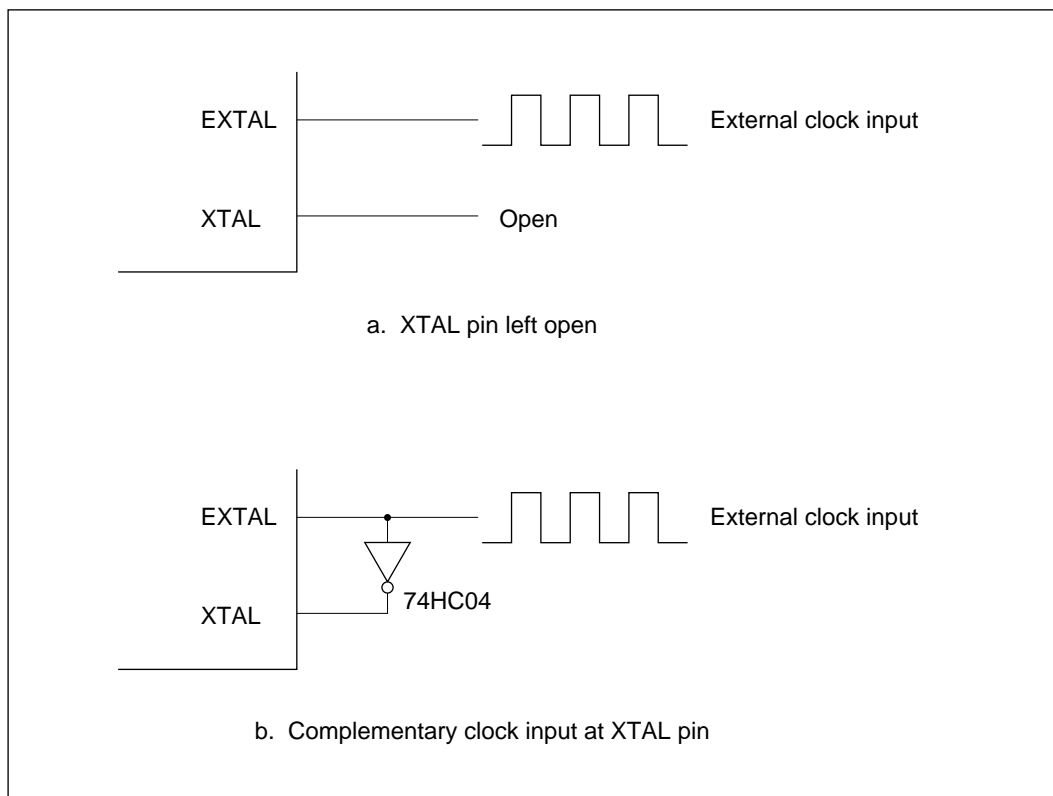 EXTAL
External clock input
XTAL
Open
a. XTAL pin left open
EXTAL
External clock input
74HC04
XTAL
b. Complementary clock input at XTAL pin